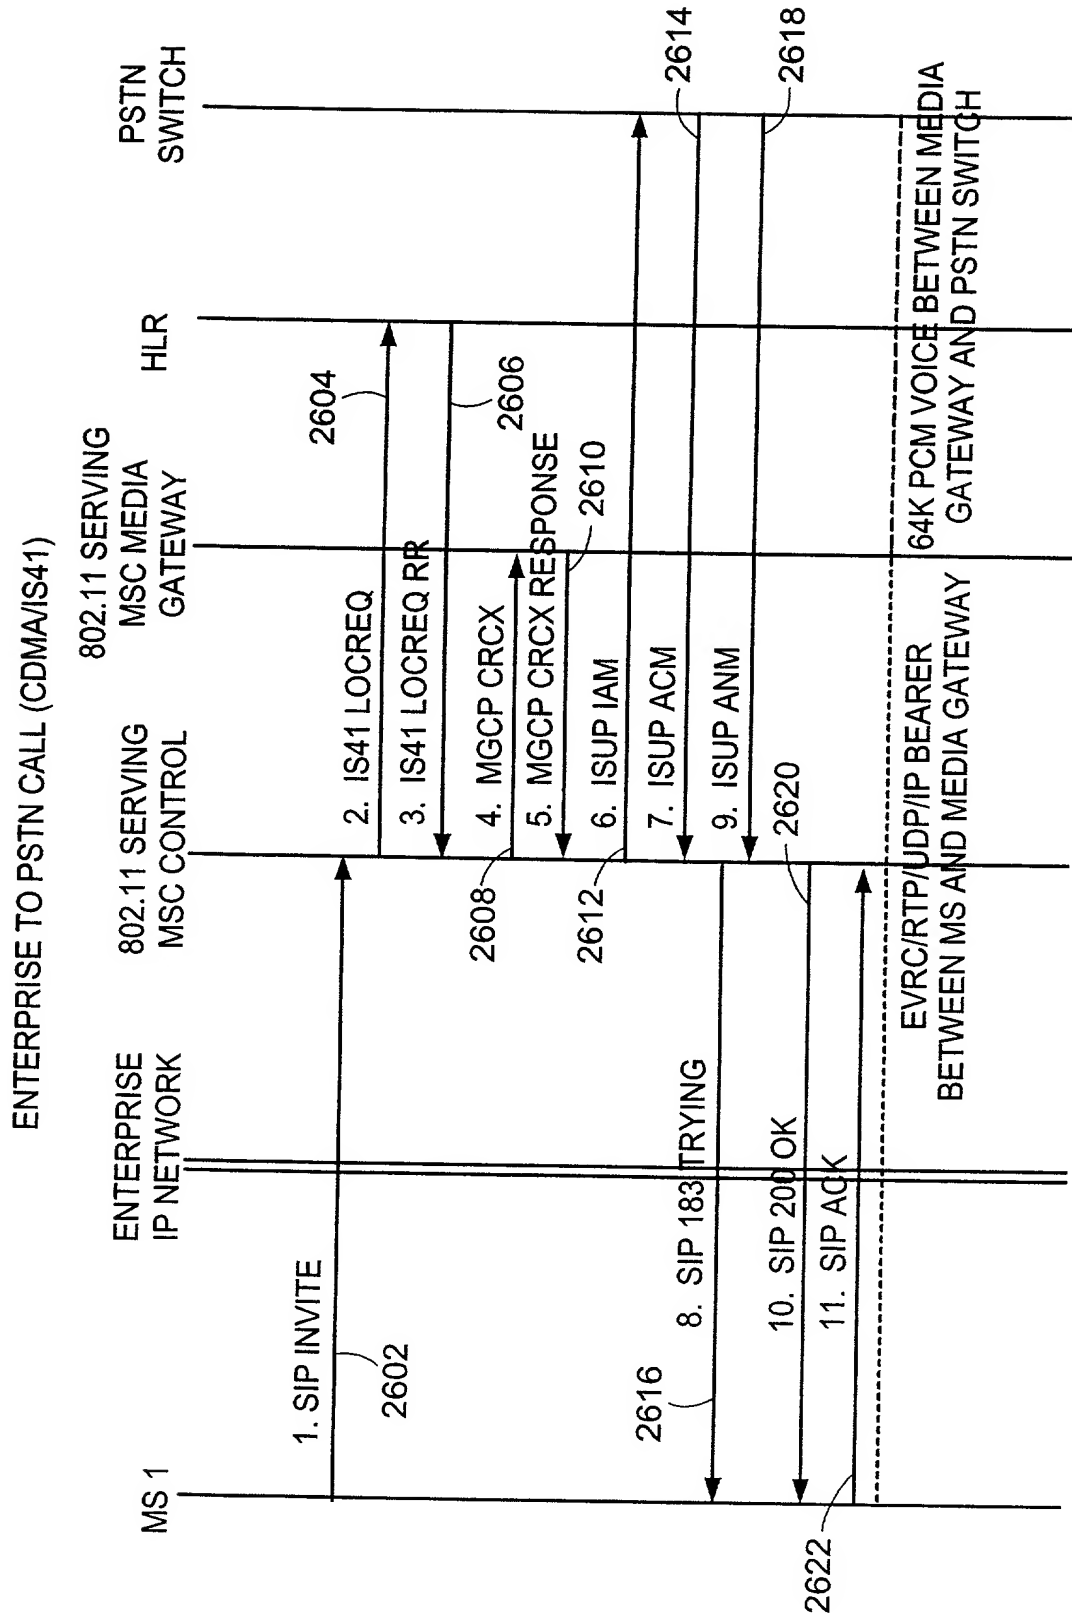 ENTERPRISE TO PSTN CALL (CDMA/IS41)
MS 1
ENTERPRISE
IP NETWORK
802.11 SERVING
MSC CONTROL
802.11 SERVING
MSC MEDIA
GATEWAY
HLR
PSTN
SWITCH
1. SIP INVITE
2602
2. IS41 LOCREQ
2604
3. IS41 LOCREQ RR
2606
4. MGCP CRCX
2608
5. MGCP CRCX RESPONSE
2610
6. ISUP IAM
2612
7. ISUP ACM
2614
8. SIP 183 TRYING
2616
9. ISUP ANM
2618
10. SIP 200 OK
2620
11. SIP ACK
2622
EVRC/RTP/UDP/IP BEARER
BETWEEN MS AND MEDIA GATEWAY
64K PCM VOICE BETWEEN MEDIA
GATEWAY AND PSTN SWITCH